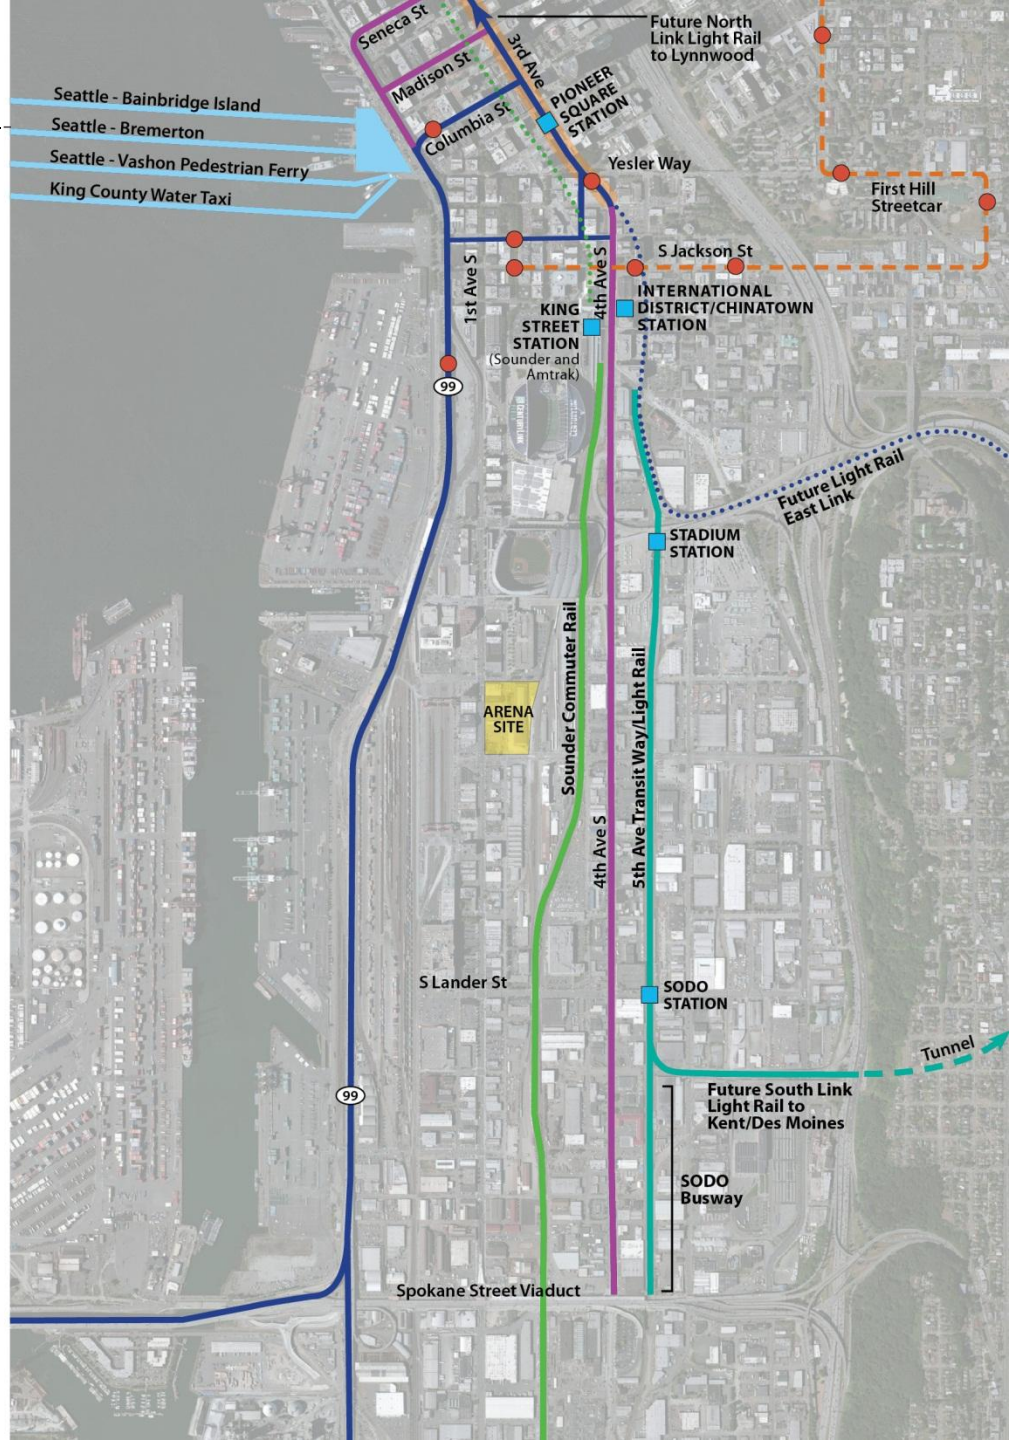 Seneca St
Future North
Link Light Rail
to Lynnwood
3rd Ave
Madison St
PIONEER
SQUARE
STATION
Columbia St
Seattle - Bainbridge Island
Seattle - Bremerton
Seattle - Vashon Pedestrian Ferry
King County Water Taxi
Yesler Way
First Hill
Streetcar
S Jackson St
1st Ave S
4th Ave S
INTERNATIONAL
DISTRICT/CHINATOWN
STATION
KING
STREET
STATION
(Sounder and
Amtrak)
99
Future Light Rail
East Link
STADIUM
STATION
Sounder Commuter Rail
5th Ave Transit Way/Light Rail
ARENA
SITE
4th Ave S
S Lander St
SODO
STATION
Tunnel
99
Future South Link
Light Rail to
Kent/Des Moines
SODO
Busway
Spokane Street Viaduct